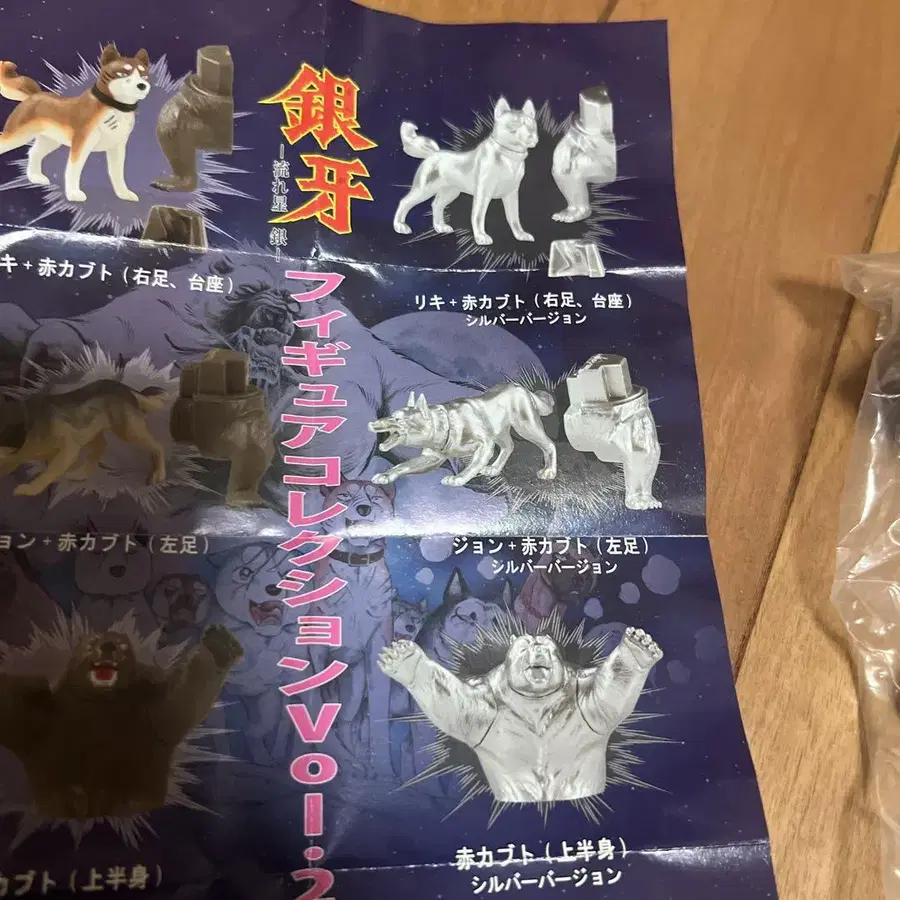 銀牙
―流れ星 銀―
フィギュアコレクションVol.2
キ+赤カブト(右足、台座)
リキ+赤カブト(右足、台座)
シルバーバージョン
ョン+赤カブト(左足)
ジョン+赤カブト(左足)
シルバーバージョン
カブト(上半身)
赤カブト(上半身)
シルバーバージョン